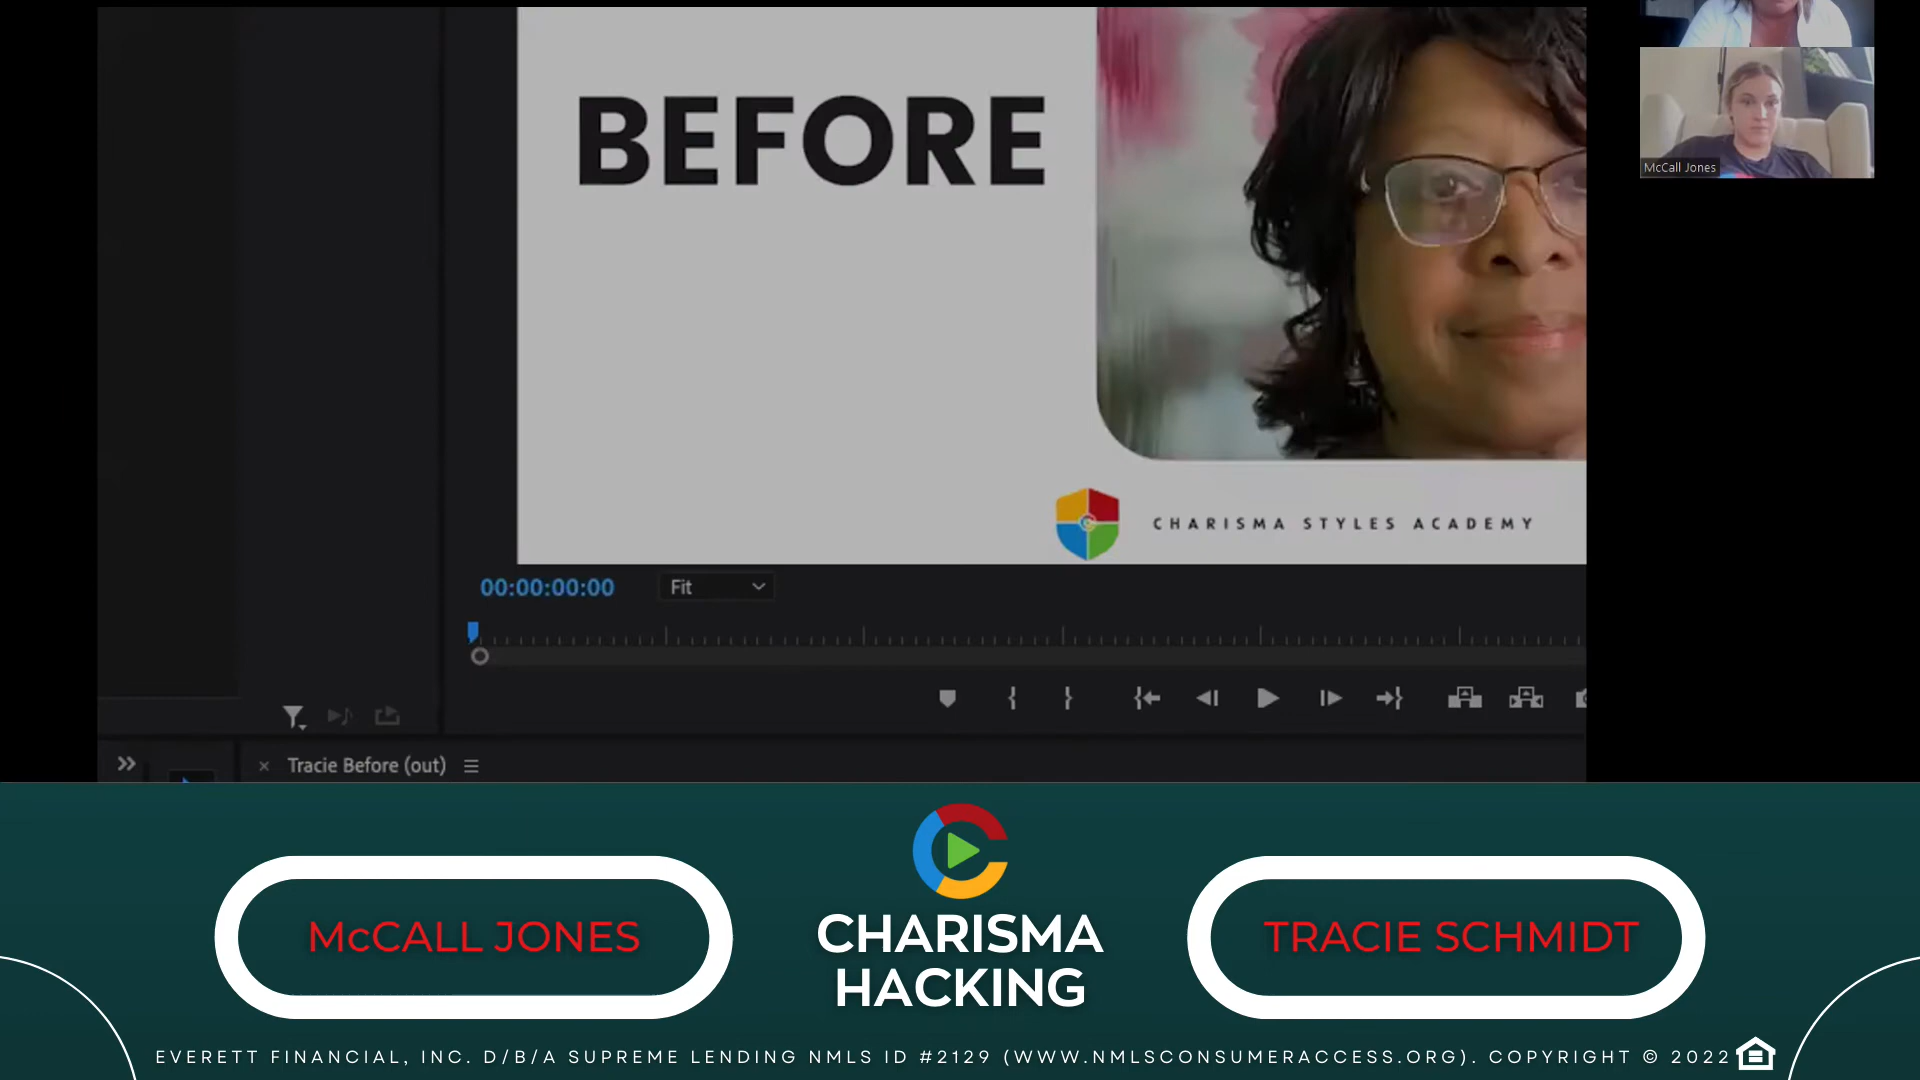 BEFORE
McCall Jones
CHARISMA STYLES ACADEMY
00:00:00:00
Fit
Tracie Before (out)
McCALL JONES
CHARISMA
HACKING
TRACIE SCHMIDT
EVERETT FINANCIAL, INC. D/B/A SUPREME LENDING NMLS ID #2129 (WWW.NMLSCONSUMERACCESS.ORG). COPYRIGHT © 2022